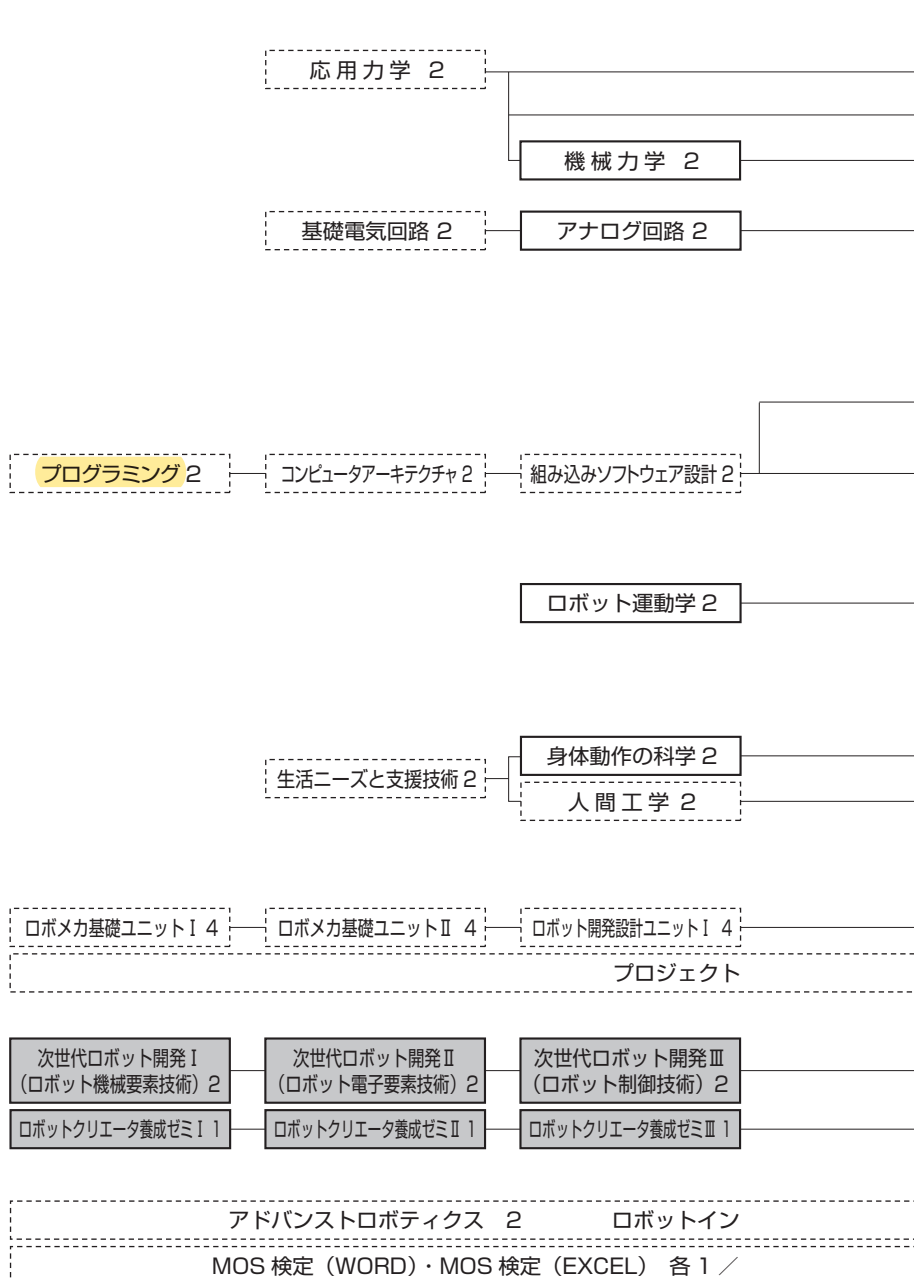 応用力学 2
機械力学 2
基礎電気回路 2 アナログ回路 2
プログラミング 2 コンピュータアーキテクチャ 2 組み込みソフトウェア設計 2
ロボット運動学 2
身体動作の科学 2
生活ニーズと支援技術 2
人間工学 2
ロボメカ基礎ユニットⅠ 4 ロボメカ基礎ユニットⅡ 4 ロボット開発設計ユニットⅠ 4
プロジェクト
次世代ロボット開発Ⅰ 次世代ロボット開発Ⅱ 次世代ロボット開発Ⅲ
(ロボット機械要素技術) 2 (ロボット電子要素技術) 2 (ロボット制御技術) 2
ロボットクリエータ養成ゼミⅠ 1 ロボットクリエータ養成ゼミⅡ 1 ロボットクリエータ養成ゼミⅢ 1
アドバンストロボティクス 2 ロボットイン
MOS 検定（WORD）・MOS 検定（EXCEL） 各 1 ／